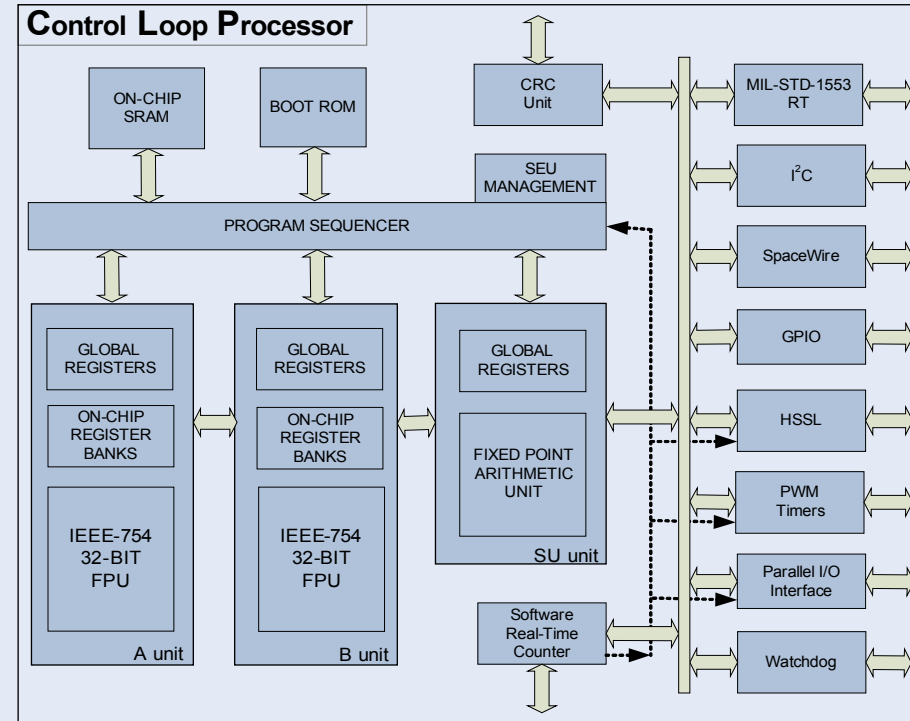 Control Loop Processor
ON-CHIP
SRAM
BOOT ROM
CRC
Unit
MIL-STD-1553
RT
SEU
MANAGEMENT
I²C
PROGRAM SEQUENCER
SpaceWire
GPIO
GLOBAL
REGISTERS
ON-CHIP
REGISTER
BANKS
IEEE-754
32-BIT
FPU
A unit
GLOBAL
REGISTERS
ON-CHIP
REGISTER
BANKS
IEEE-754
32-BIT
FPU
B unit
GLOBAL
REGISTERS
FIXED POINT
ARITHMETIC
UNIT
SU unit
HSSL
PWM
Timers
Parallel I/O
Interface
Software
Real-Time
Counter
Watchdog